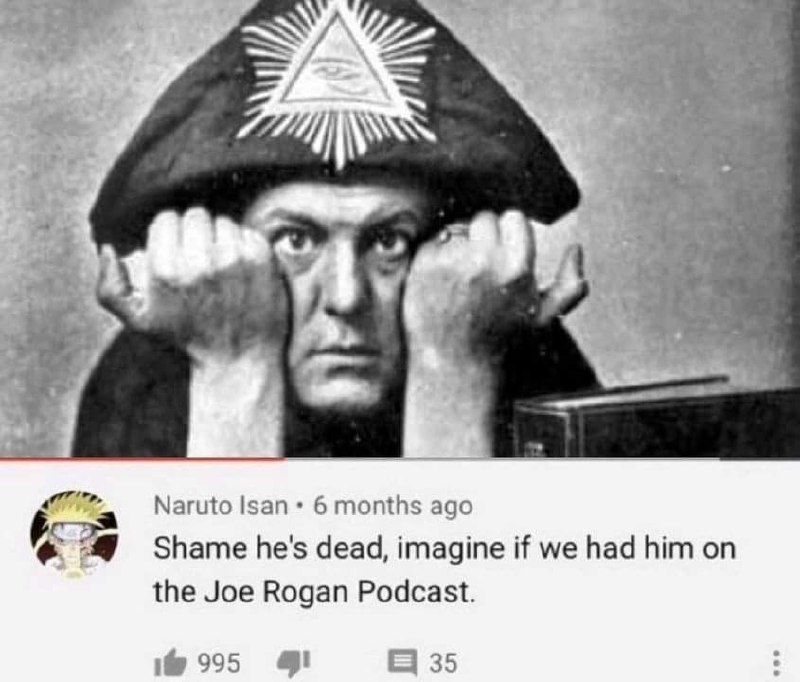 Naruto Isan • 6 months ago
Shame he's dead, imagine if we had him on
the Joe Rogan Podcast.
995 35